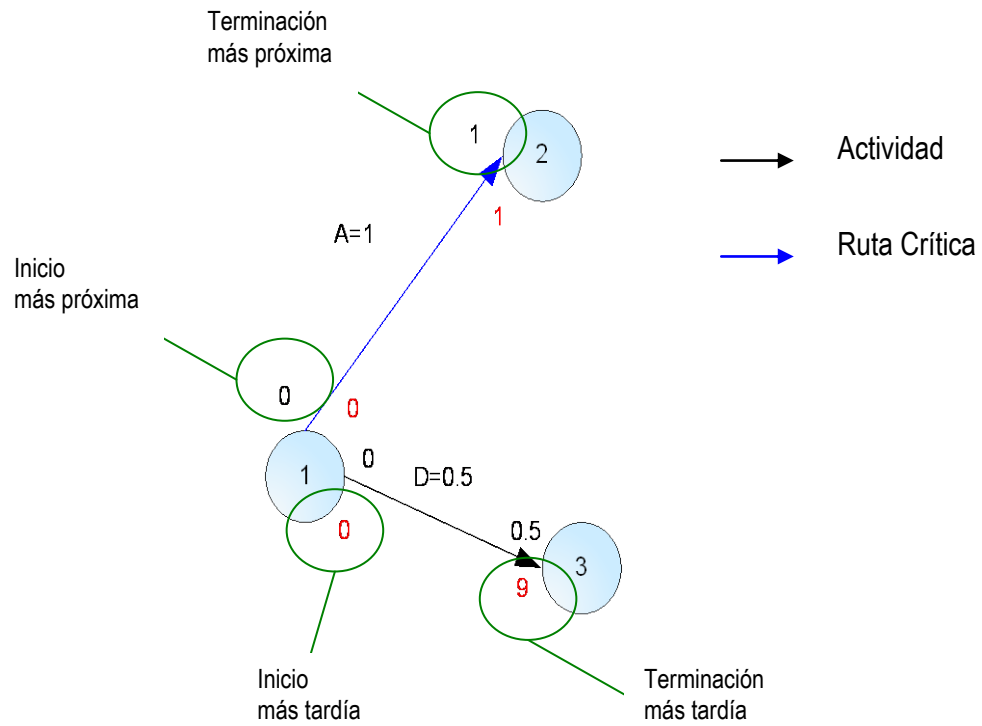 Terminación
más próxima
1
2
Actividad
1
A=1
Ruta Crítica
Inicio
más próxima
0
0
1
0
D=0.5
0
0.5
3
9
Inicio
más tardía
Terminación
más tardía